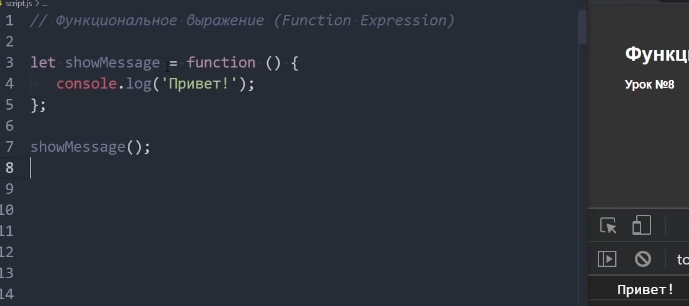 script.js > ...
1 // Функциональное выражение (Function Expression)
2
3 let showMessage = function () {
4 console.log('Привет!');
5 };
6
7 showMessage();
8
9
10
11
12
13
14
Функц
Урок №8
to
Привет!